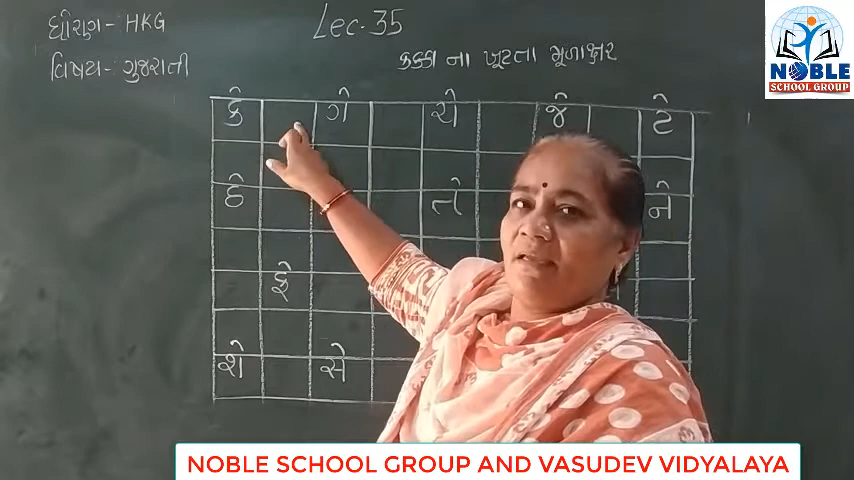 ધોરણ:- HKG
Lec-35
વિષય:- ગુજરાતી
કક્કા ના ખૂટતા મૂળાક્ષર
NOBLE
SCHOOL GROUP
કે ગે ચે જે ટે
ઠે તે ને
ફે
શે સે
NOBLE SCHOOL GROUP AND VASUDEV VIDYALAYA